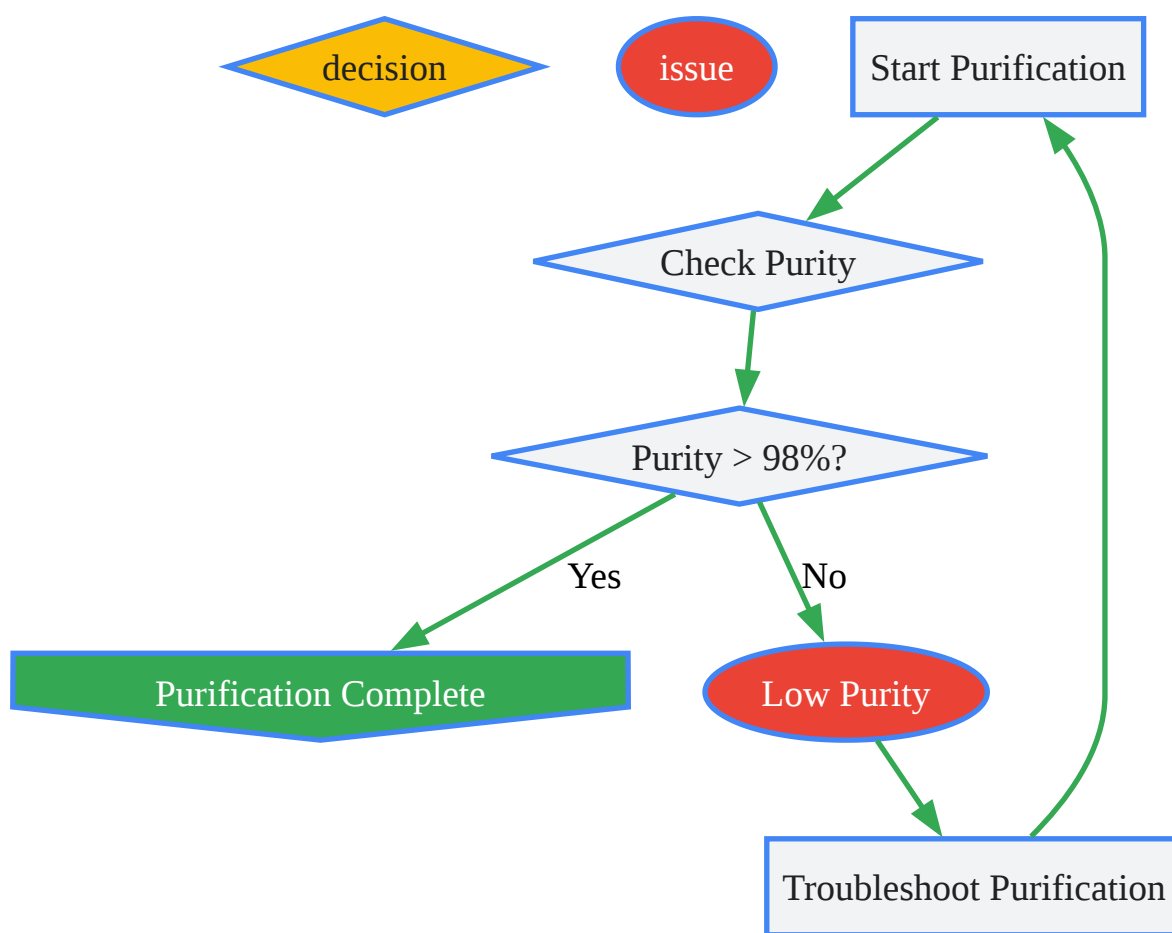 decision
issue
Start Purification
Check Purity
Purity > 98%?
Yes
No
Purification Complete
Low Purity
Troubleshoot Purification